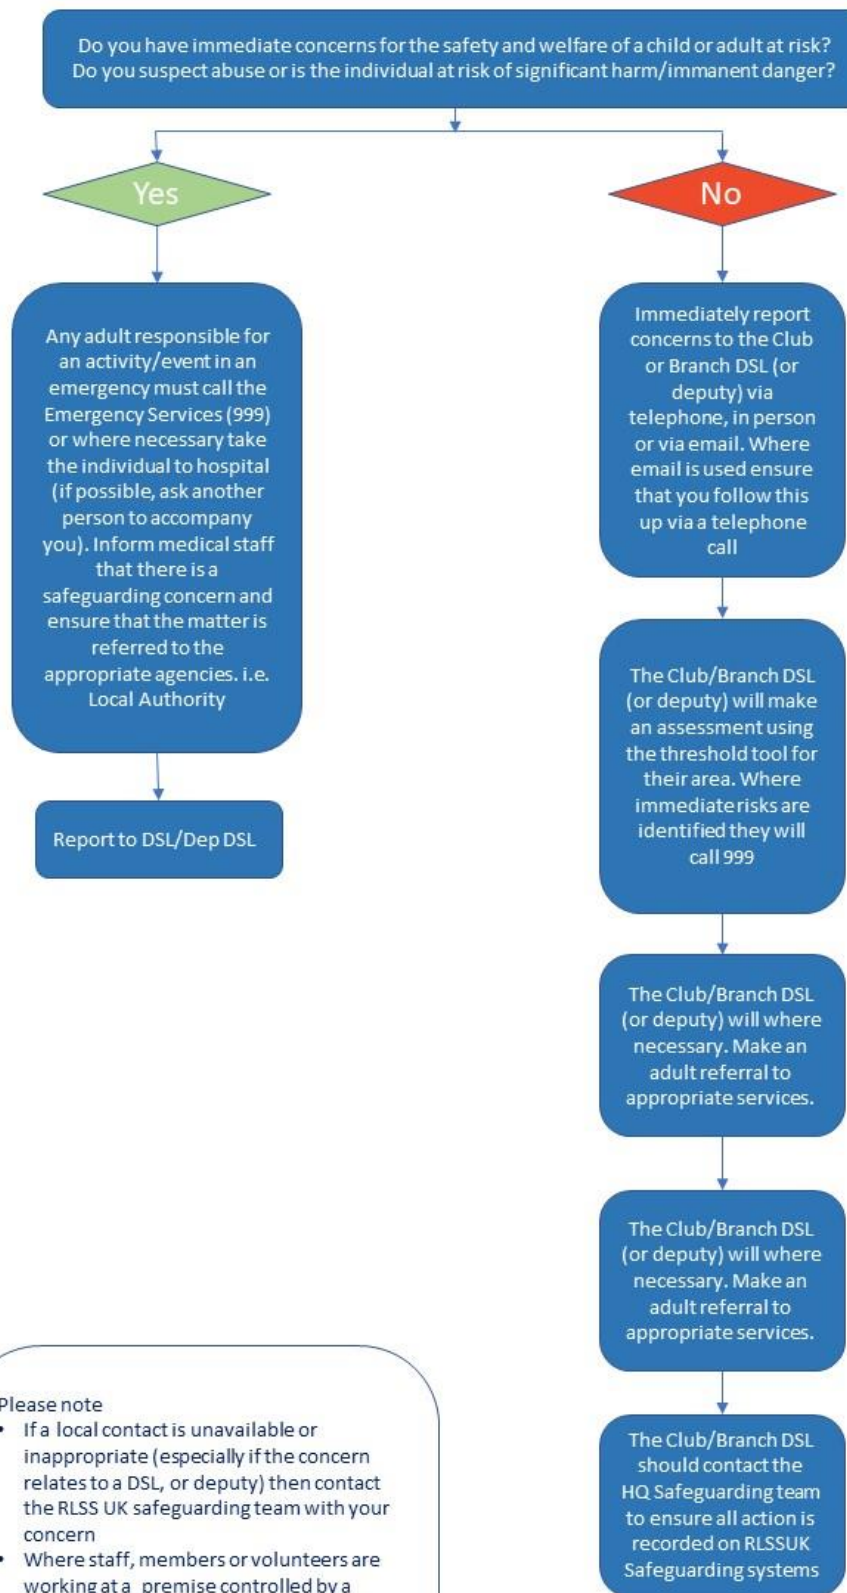 Do you have immediate concerns for the safety and welfare of a child or adult at risk?
Do you suspect abuse or is the individual at risk of significant harm/immanent danger?
Yes
No
Any adult responsible for
an activity/event in an
emergency must call the
Emergency Services (999)
or where necessary take
the individual to hospital
(if possible, ask another
person to accompany
you). Inform medical staff
that there is a
safeguarding concern and
ensure that the matter is
referred to the
appropriate agencies. i.e.
Local Authority
Report to DSL/Dep DSL
Immediately report
concerns to the Club
or Branch DSL (or
deputy) via
telephone, in person
or via email. Where
email is used ensure
that you follow this
up via a telephone
call
The Club/Branch DSL
(or deputy) will make
an assessment using
the threshold tool for
their area. Where
immediate risks are
identified they will
call 999
The Club/Branch DSL
(or deputy) will where
necessary. Make an
adult referral to
appropriate services.
The Club/Branch DSL
(or deputy) will where
necessary. Make an
adult referral to
appropriate services.
The Club/Branch DSL
should contact the
HQ Safeguarding team
to ensure all action is
recorded on RLSSUK
Safeguarding systems
Please note
• If a local contact is unavailable or
inappropriate (especially if the concern
relates to a DSL, or deputy) then contact
the RLSS UK safeguarding team with your
concern
• Where staff, members or volunteers are
working at a premise controlled by a